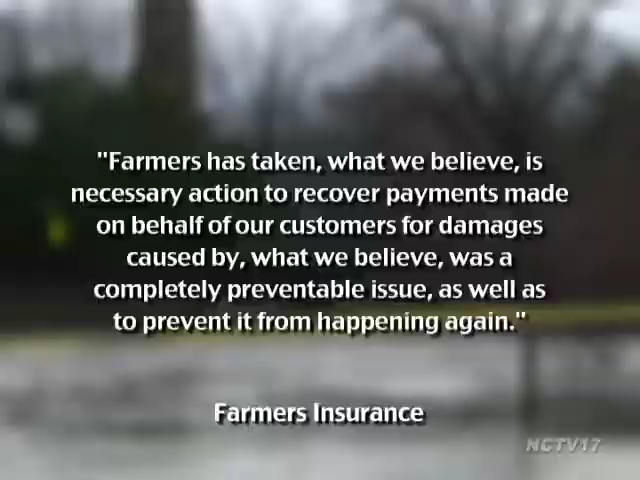 "Farmers has taken, what we believe, is
necessary action to recover payments made
on behalf of our customers for damages
caused by, what we believe, was a
completely preventable issue, as well as
to prevent it from happening again."
Farmers Insurance
NCTV17